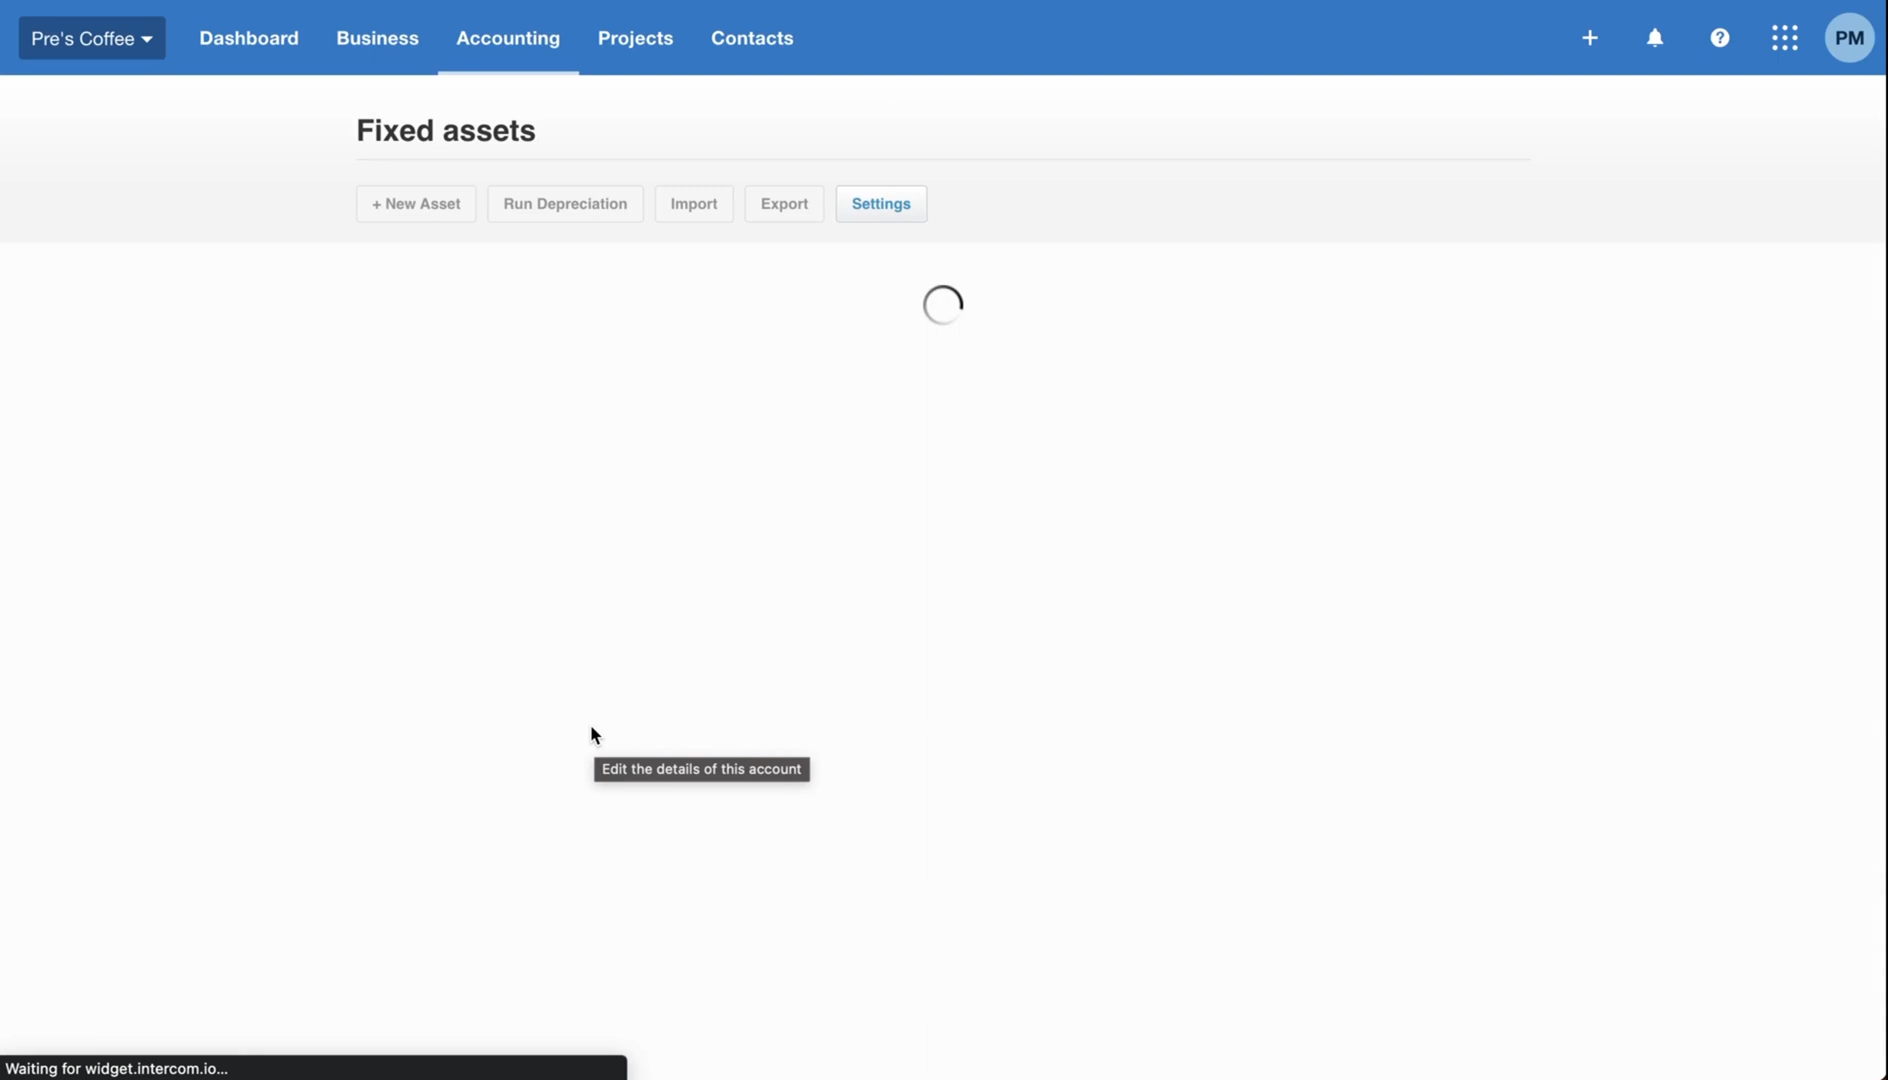 Pre's Coffee Dashboard Business Accounting Projects Contacts PM
Fixed assets
+ New Asset Run Depreciation Import Export Settings
Edit the details of this account
Waiting for widget.intercom.io...